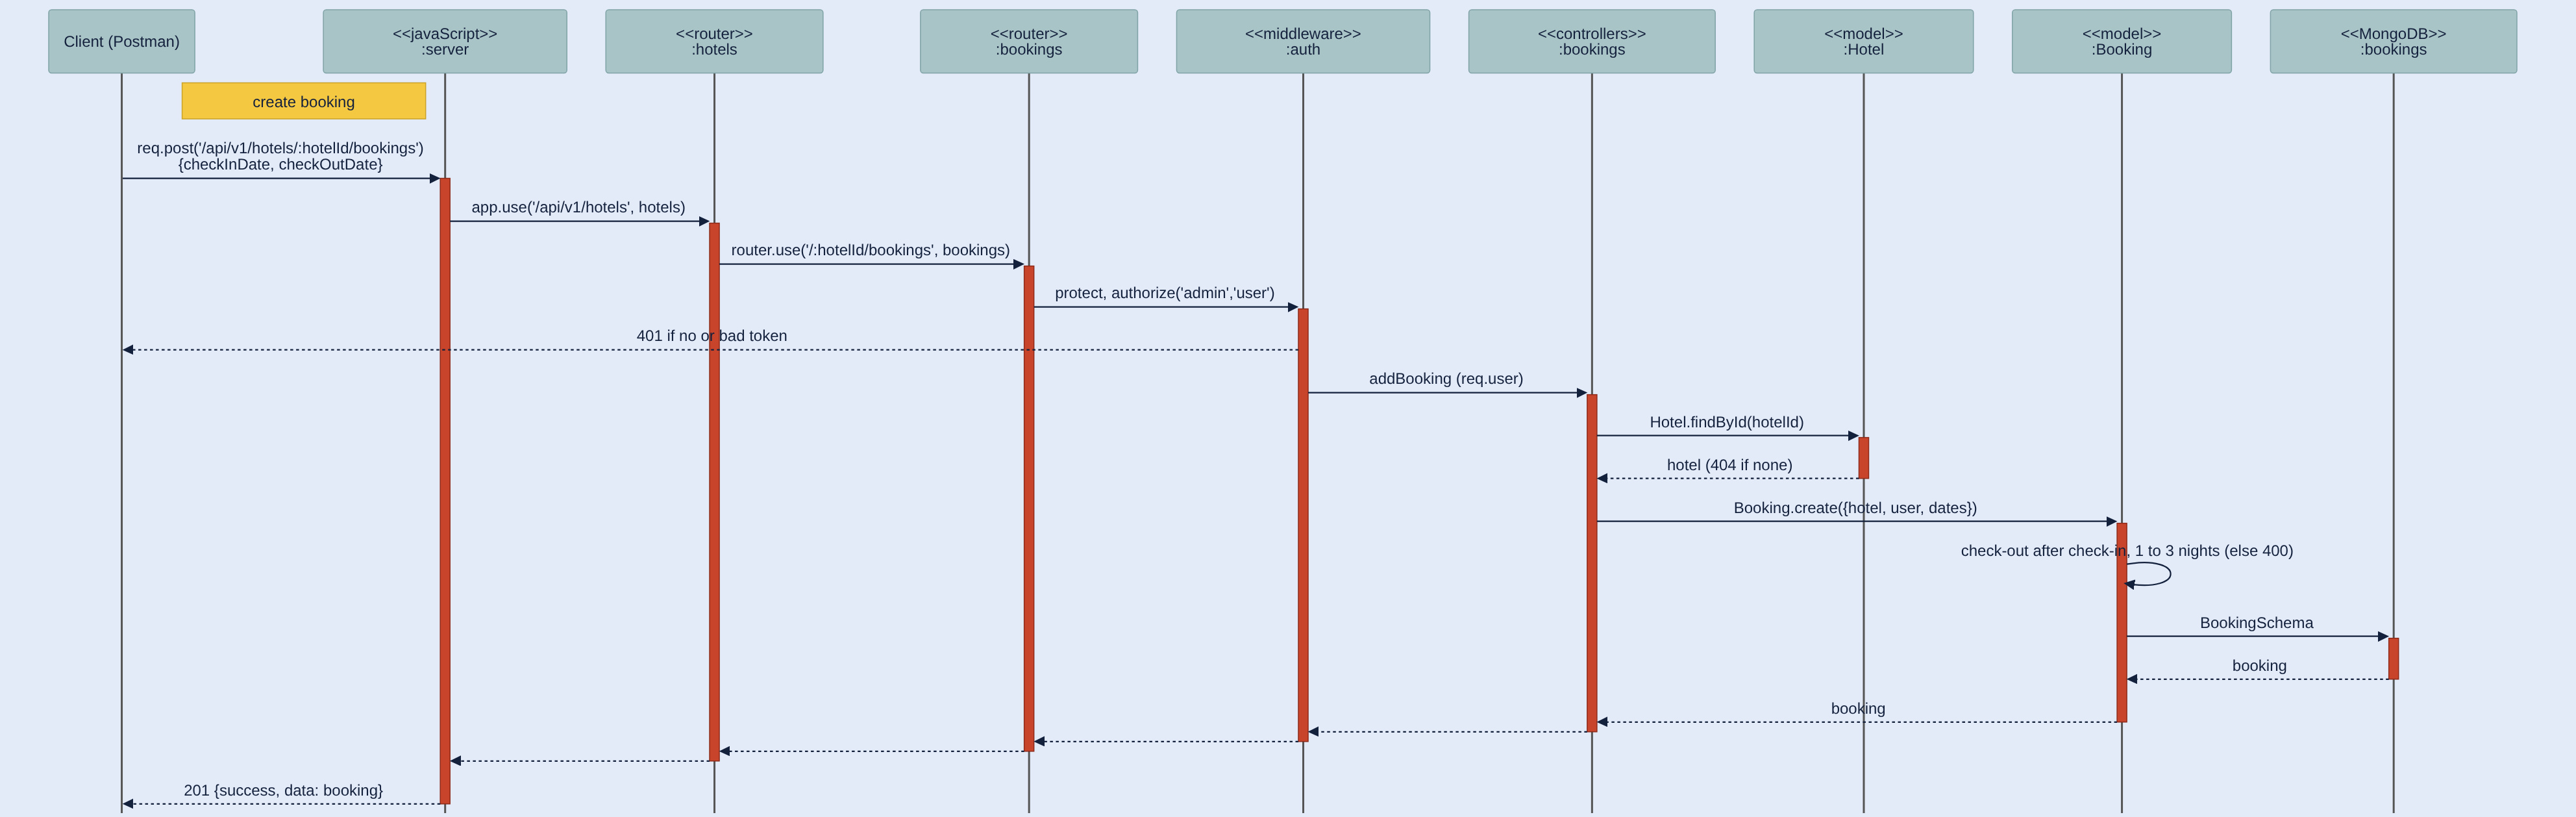 Client (Postman)
<<javaScript>>
:server
<<router>>
:hotels
<<router>>
:bookings
<<middleware>>
:auth
<<controllers>>
:bookings
<<model>>
:Hotel
<<model>>
:Booking
<<MongoDB>>
:bookings
create booking
req.post('/api/v1/hotels/:hotelId/bookings')
{checkInDate, checkOutDate}
app.use('/api/v1/hotels', hotels)
router.use('/:hotelId/bookings', bookings)
protect, authorize('admin','user')
401 if no or bad token
addBooking (req.user)
Hotel.findById(hotelId)
hotel (404 if none)
Booking.create({hotel, user, dates})
check-out after check-in, 1 to 3 nights (else 400)
BookingSchema
booking
booking
201 {success, data: booking}